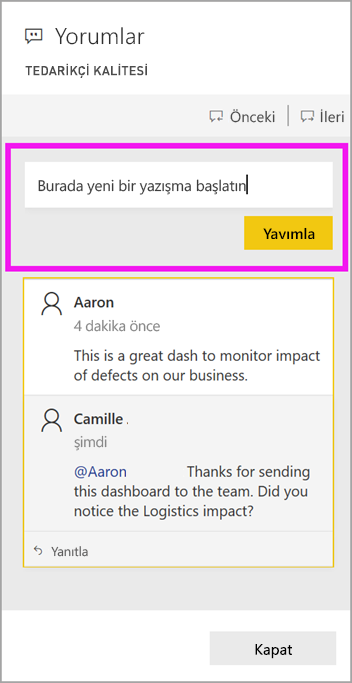 Yorumlar
TEDARİKÇİ KALİTESİ
Önceki
İleri
Burada yeni bir yazışma başlatın
Yavımla
Aaron
4 dakika önce
This is a great dash to monitor impact
of defects on our business.
Camille .
şimdi
@Aaron Thanks for sending
this dashboard to the team. Did you
notice the Logistics impact?
Yanıtla
Kapat